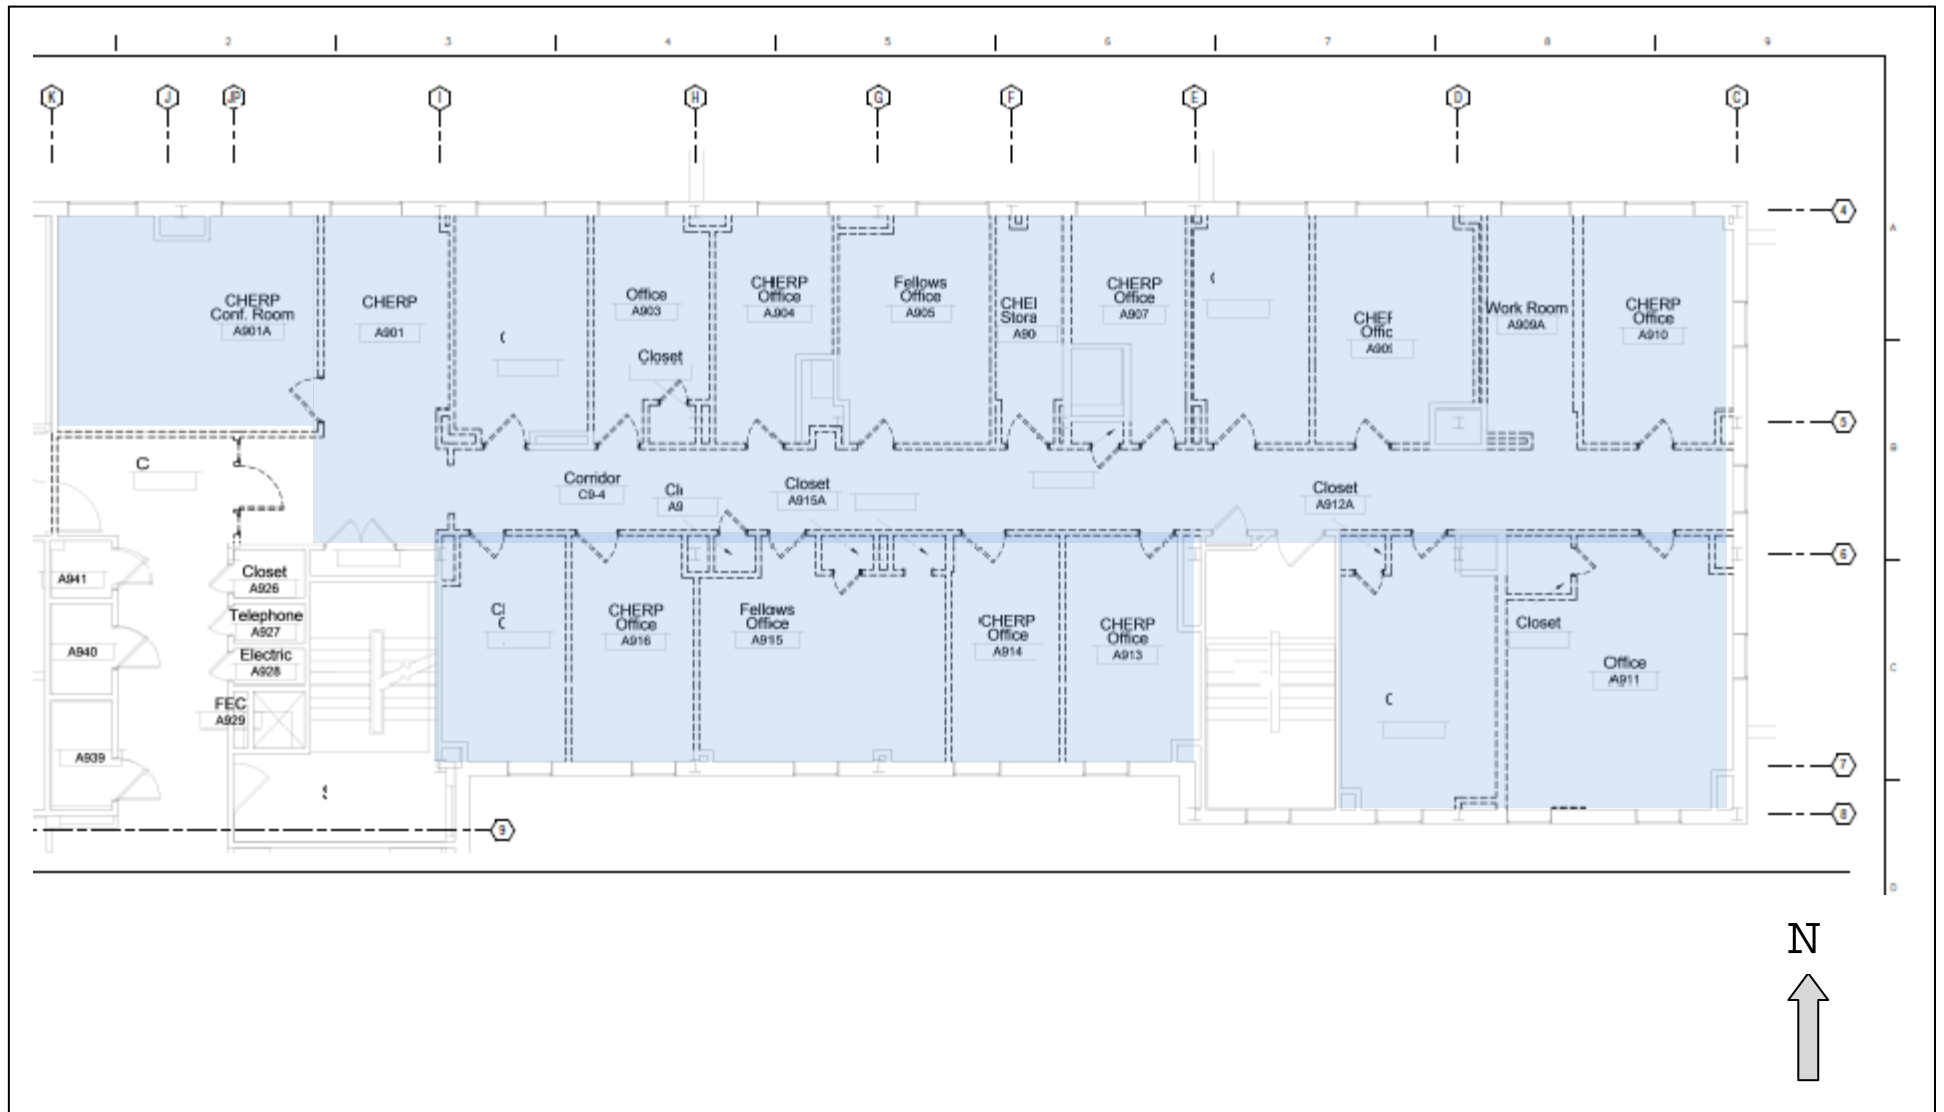 2
3
4
5
6
7
8
9
K
J
JP
I
H
G
F
E
D
C
4
A
CHERP
Conf. Room
A901A
CHERP
A901
Office
A903
Closet
CHERP
Office
A904
Fellows
Office
A905
CHERP
Office
A907
Work Room
A909A
CHERP
Office
A910
5
B
C
Corridor
C9-4
Closet
A915A
Closet
A912A
6
A941
Closet
A926
Telephone
A927
A940
Electric
A928
FEC
A929
A939
CHERP
Office
A916
Fellows
Office
A915
CHERP
Office
A914
CHERP
Office
A913
Closet
Office
A911
C
7
8
9
D
N